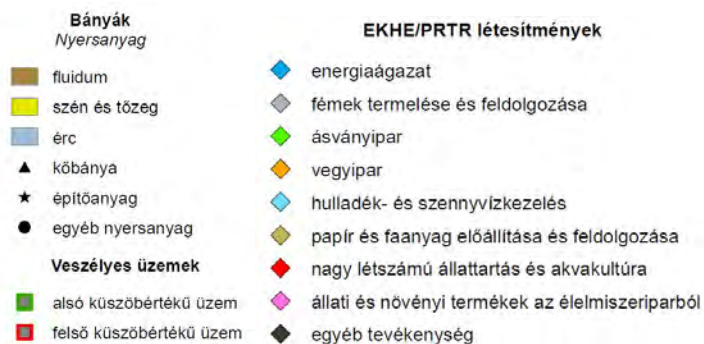 Bányák
Nyersanyag
fluidum
szén és tőzeg
érc
kőbánya
építőanyag
egyéb nyersanyag
Veszélyes üzemek
alsó küszöbértékű üzem
felső küszöbértékű üzem
EKHE/PRTR létesítmények
energiaágazat
fémek termelése és feldolgozása
ásványipar
vegyipar
hulladék- és szennyvízkezelés
papír és faanyag előállítása és feldolgozása
nagy létszámú állattartás és akvakultúra
állati és növényi termékek az élelmiszeriparból
egyéb tevékenység